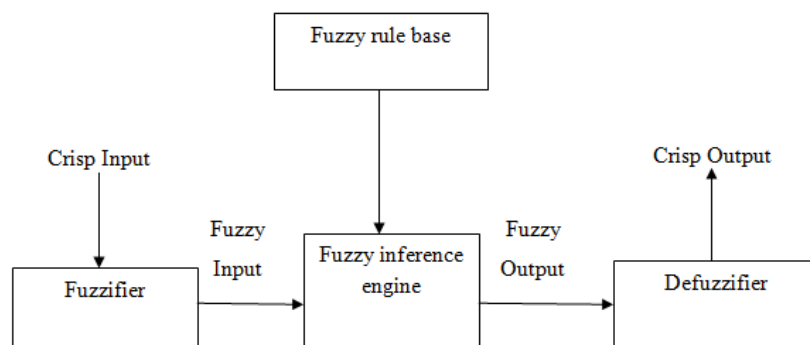 Fuzzy rule base
Crisp Input
Crisp Output
Fuzzy
Input
Fuzzy inference
engine
Fuzzy
Output
Fuzzifier
Defuzzifier